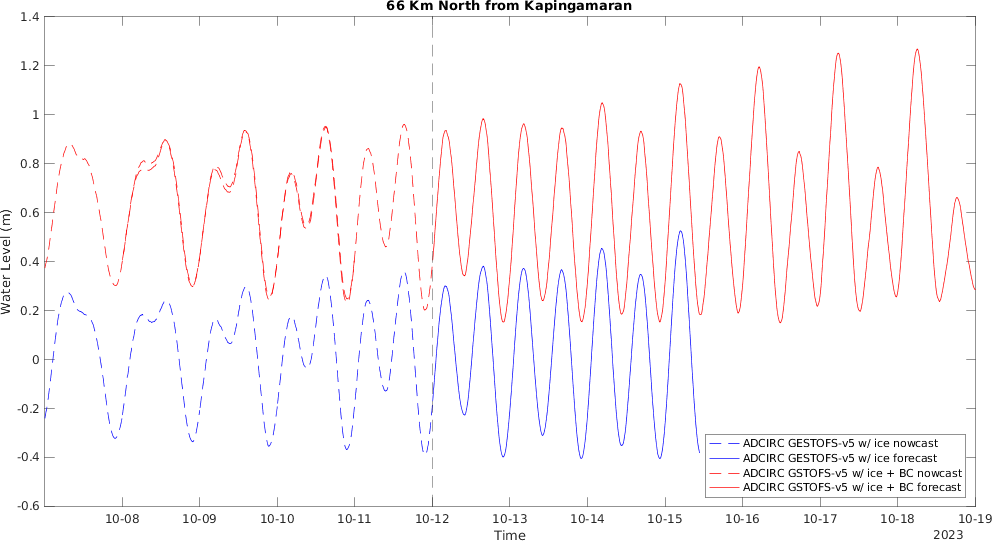 66 Km North from Kapingamaran
1.4
1.2
1
0.8
0.6
0.4
0.2
0
-0.2
-0.4
-0.6
Water Level (m)
ADCIRC GESTOFS-v5 w/ ice nowcast
ADCIRC GESTOFS-v5 w/ ice forecast
ADCIRC GSTOFS-v5 w/ ice + BC nowcast
ADCIRC GSTOFS-v5 w/ ice + BC forecast
10-08 10-09 10-10 10-11 10-12 10-13 10-14 10-15 10-16 10-17 10-18 10-19
Time
2023